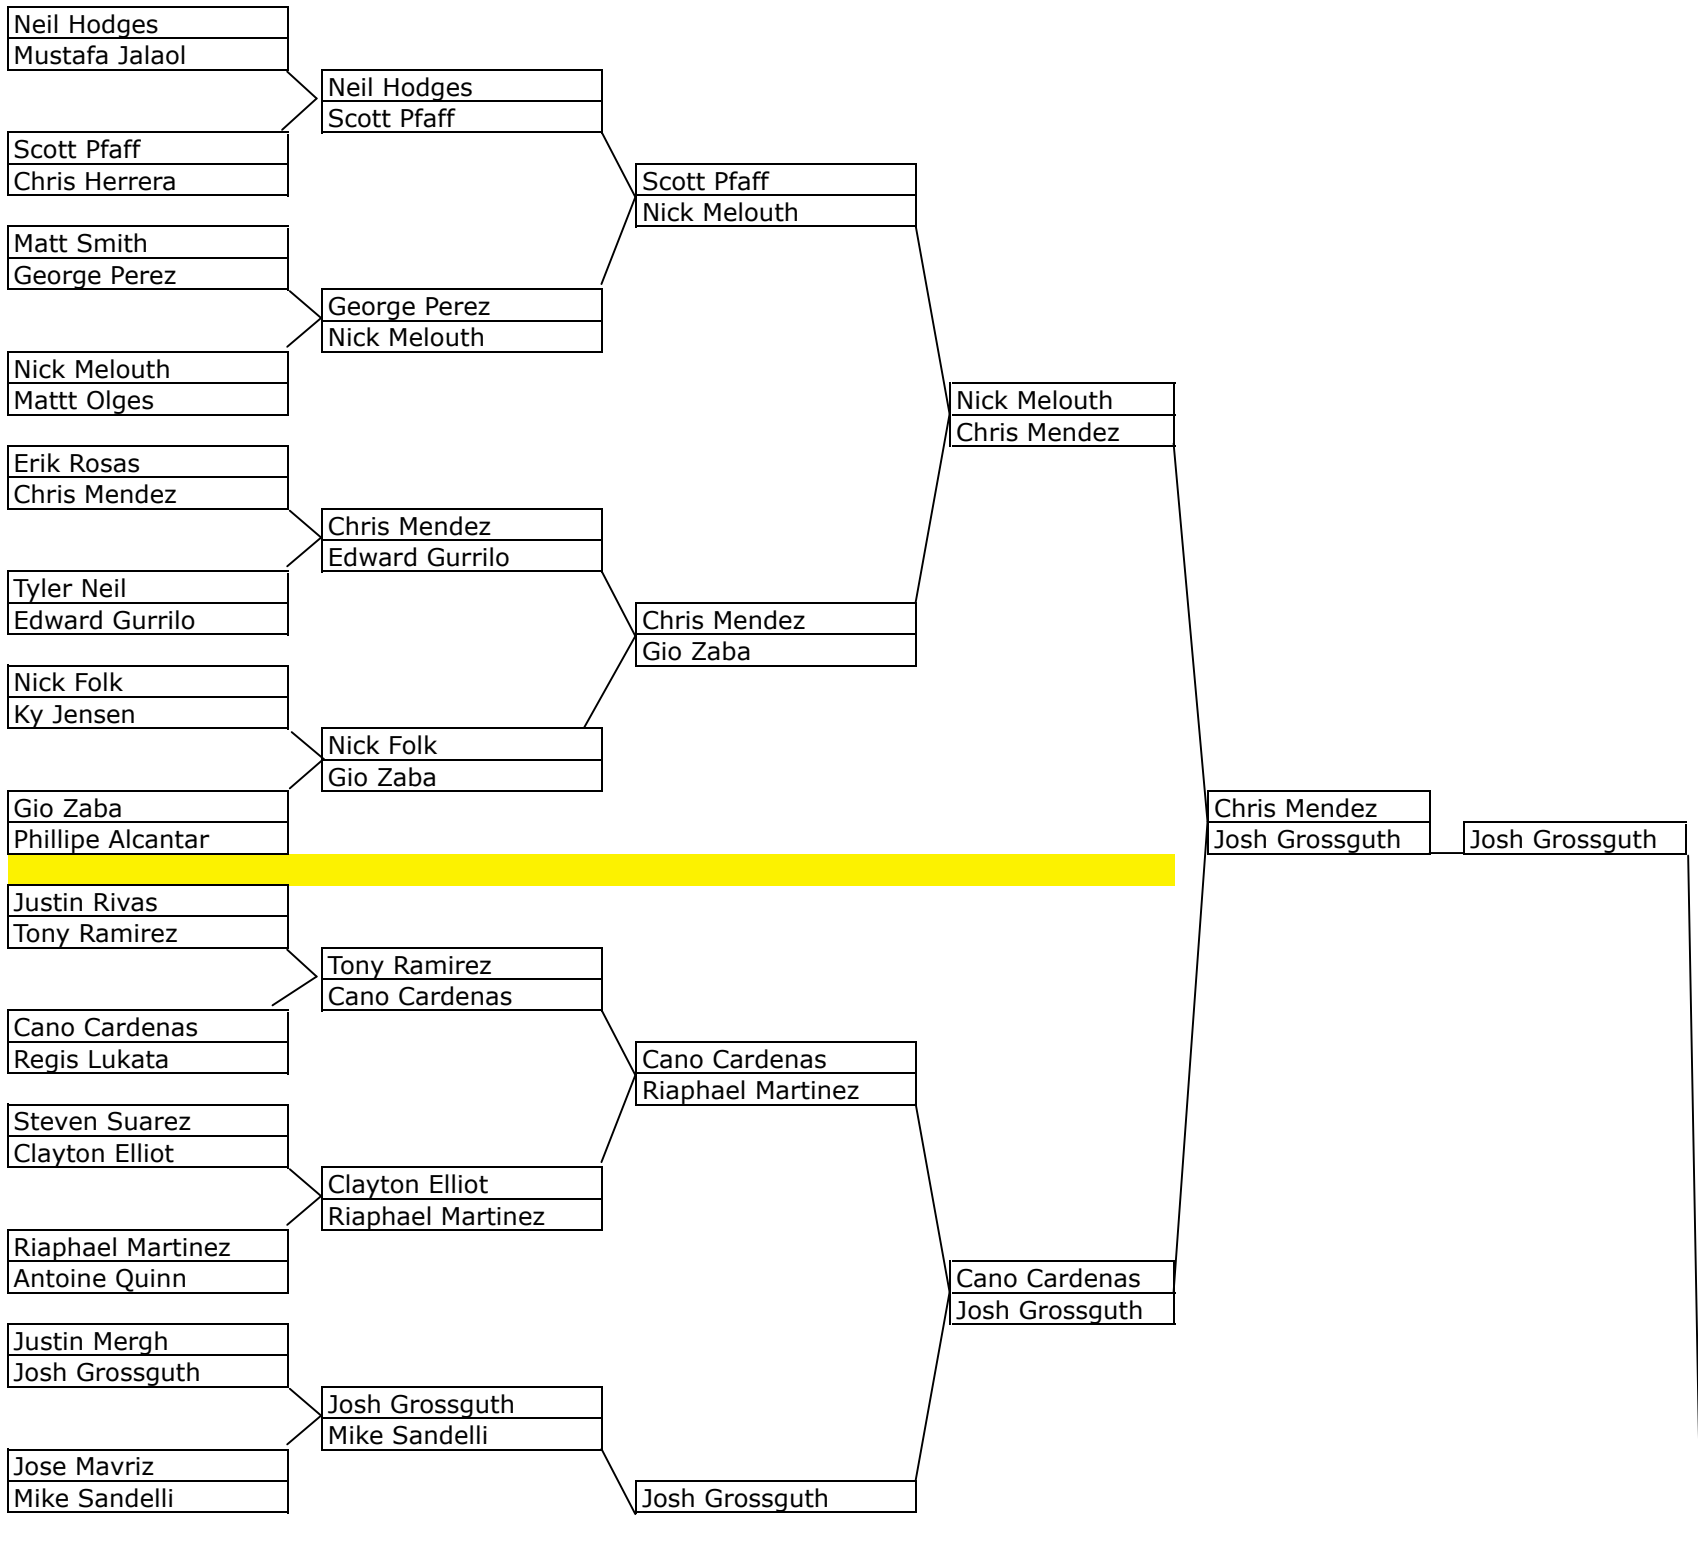 Neil Hodges
Mustafa Jalaol
Scott Pfaff
Chris Herrera
Matt Smith
George Perez
Nick Melouth
Mattt Olges
Erik Rosas
Chris Mendez
Tyler Neil
Edward Gurrilo
Nick Folk
Ky Jensen
Gio Zaba
Phillipe Alcantar
Justin Rivas
Tony Ramirez
Cano Cardenas
Regis Lukata
Steven Suarez
Clayton Elliot
Riaphael Martinez
Antoine Quinn
Justin Mergh
Josh Grossguth
Jose Mavriz
Mike Sandelli
Neil Hodges
Scott Pfaff
George Perez
Nick Melouth
Chris Mendez
Edward Gurrilo
Nick Folk
Gio Zaba
Tony Ramirez
Cano Cardenas
Clayton Elliot
Riaphael Martinez
Josh Grossguth
Mike Sandelli
Scott Pfaff
Nick Melouth
Chris Mendez
Gio Zaba
Cano Cardenas
Riaphael Martinez
Josh Grossguth
Nick Melouth
Chris Mendez
Cano Cardenas
Josh Grossguth
Chris Mendez
Josh Grossguth
Josh Grossguth